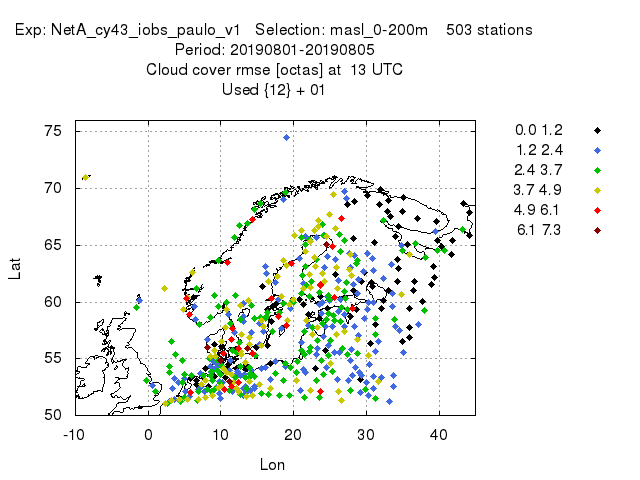 Exp: NetA_cy43_iobs_paulo_v1 Selection: masl_0-200m 503 stations
Period: 20190801-20190805
Cloud cover rmse [octas] at 13 UTC
Used {12} + 01
75
70
65
60
55
50
Lat
-10 0 10 20 30 40
Lon
0.0 1.2
1.2 2.4
2.4 3.7
3.7 4.9
4.9 6.1
6.1 7.3